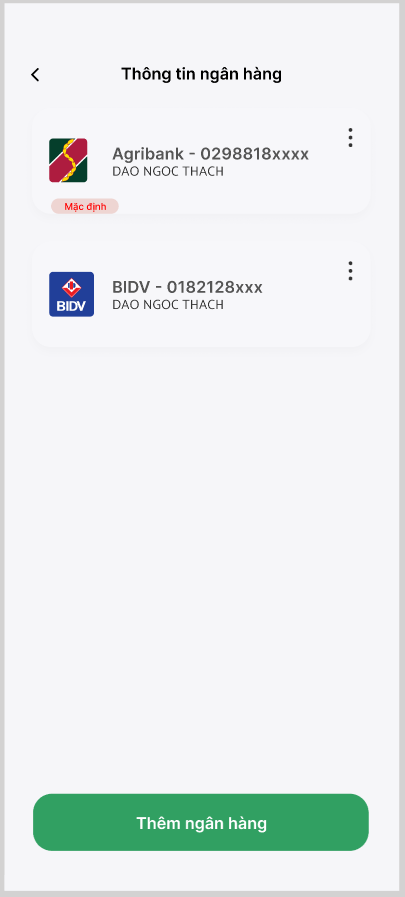 Thông tin ngân hàng
Agribank - 0298818xxxx
DAO NGOC THACH
Mặc định
BIDV - 0182128xxx
DAO NGOC THACH
BIDV
Thêm ngân hàng